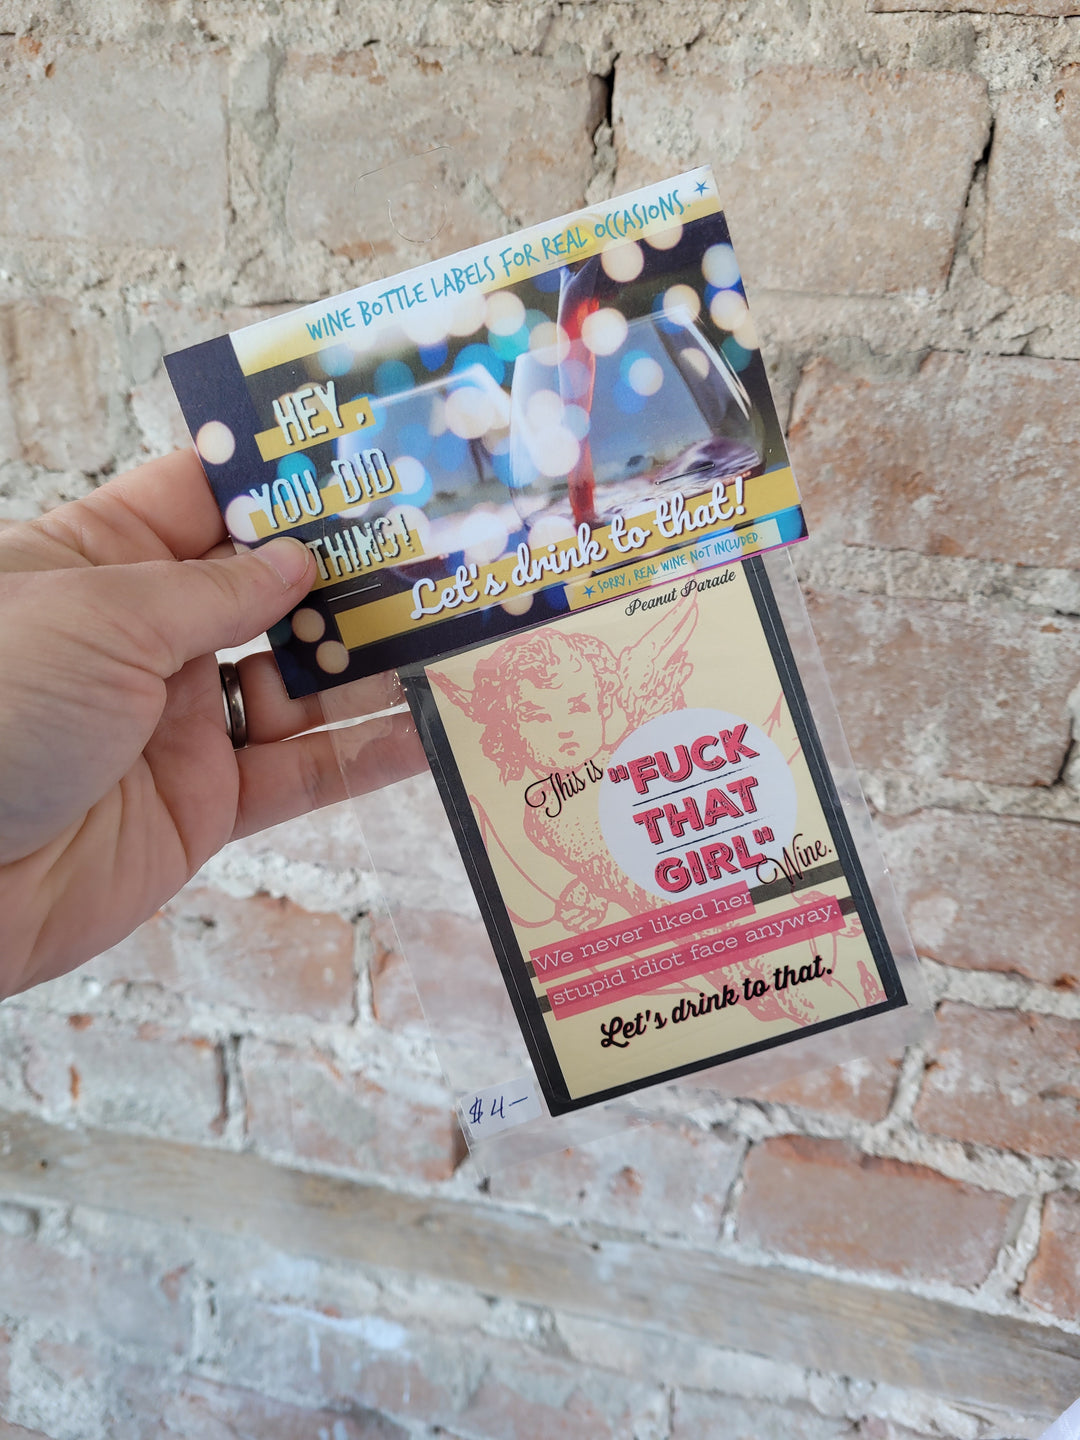 WINE BOTTLE LABELS FOR REAL OCCASIONS.
HEY,
YOU DID
THING!
Let's drink to that!
SORRY, REAL WINE NOT INCLUDED.
Peanut Parade
This is "FUCK
THAT
GIRL" Wine.
We never liked her
stupid idiot face anyway.
Let's drink to that.
$4—